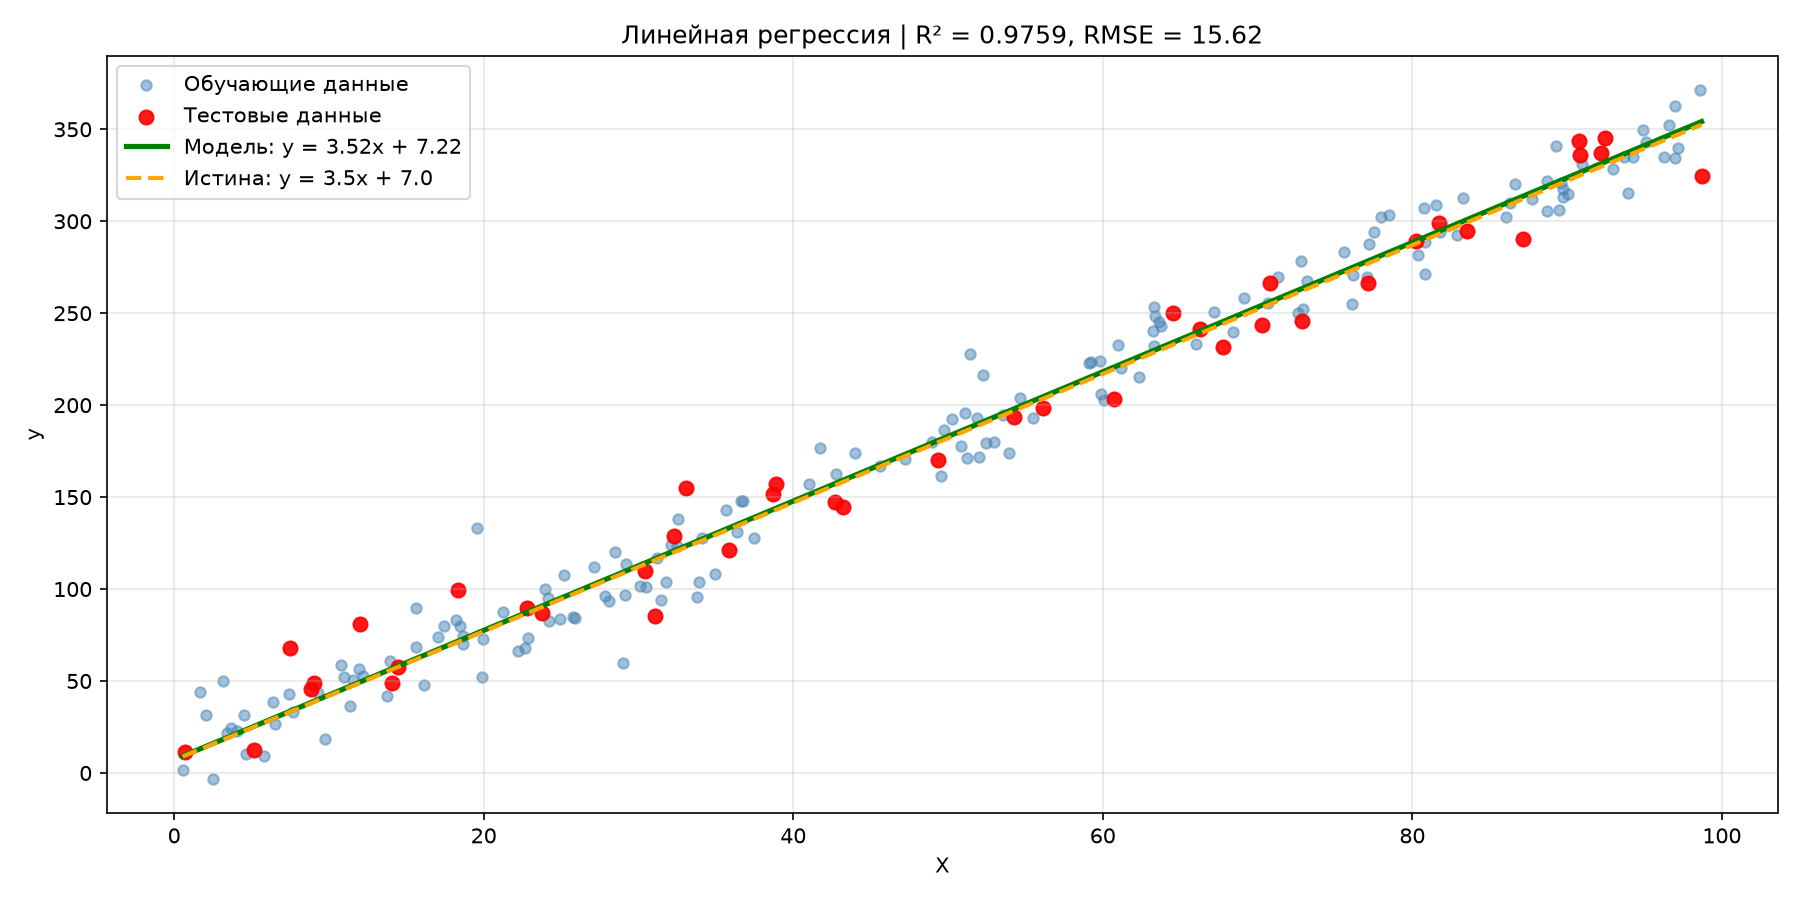 Линейная регрессия | R² = 0.9759, RMSE = 15.62
Обучающие данные
Тестовые данные
Модель: y = 3.52x + 7.22
Истина: y = 3.5x + 7.0
350
300
250
200
150
100
50
0
y
0 20 40 60 80 100
X